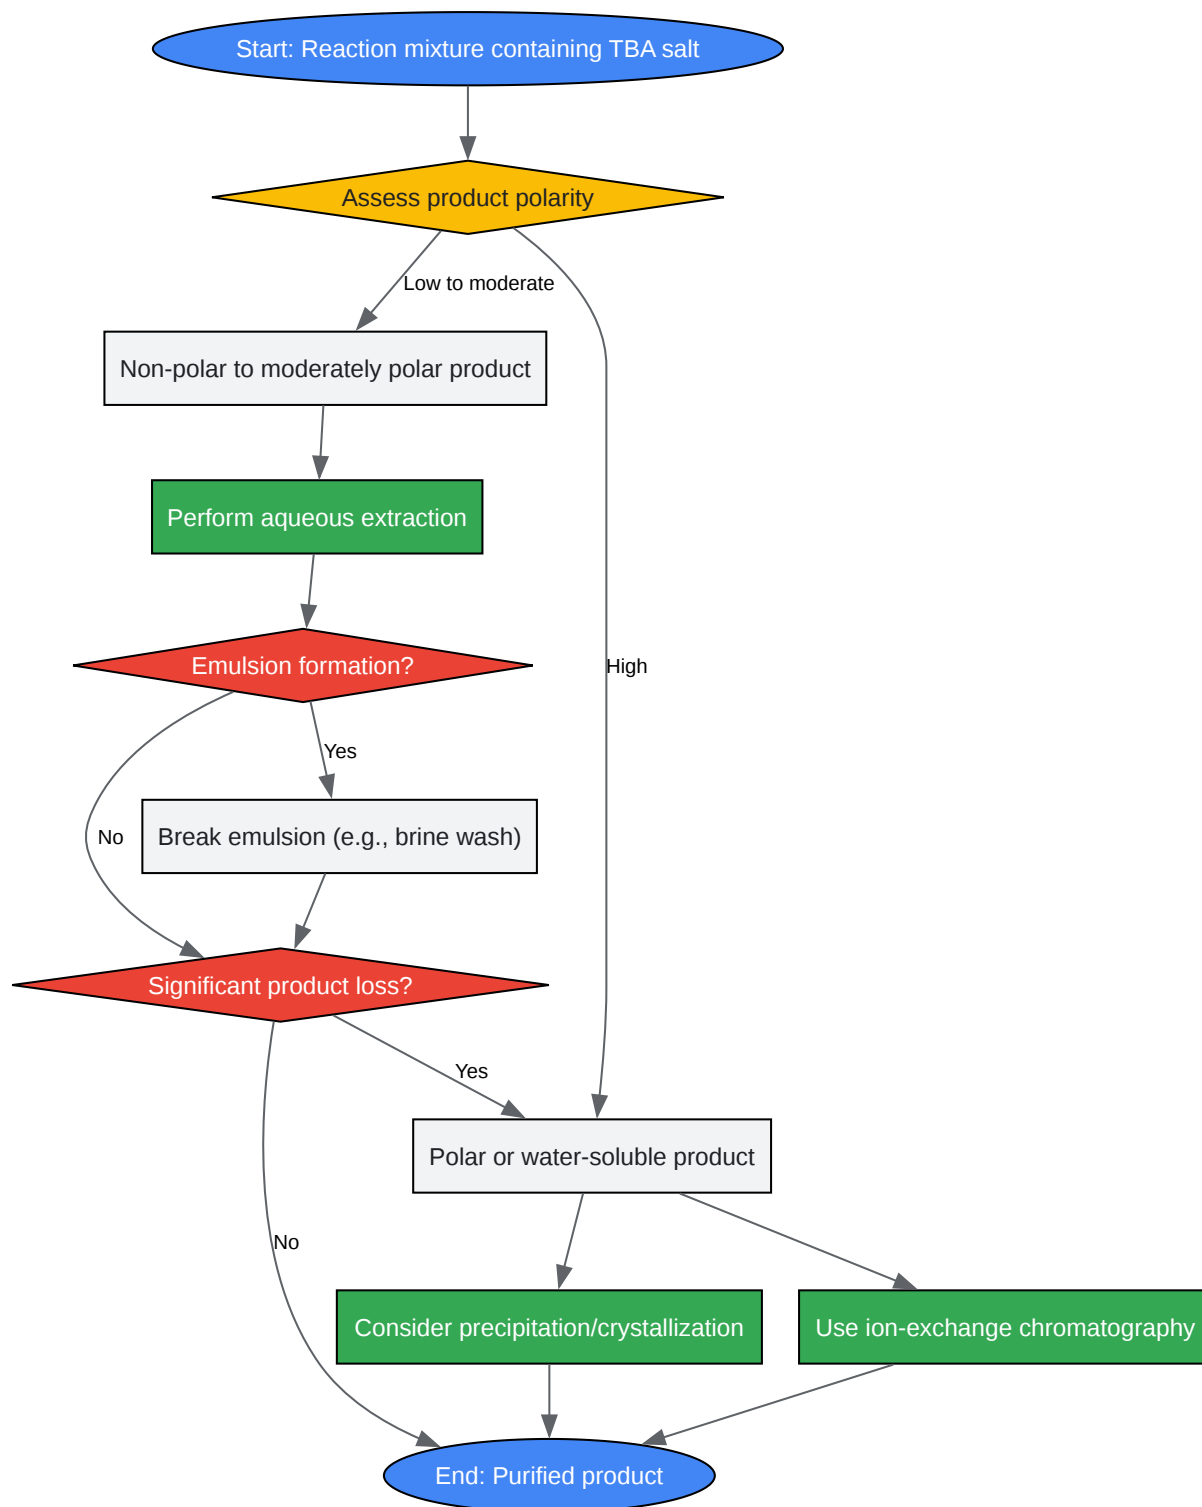 Start: Reaction mixture containing TBA salt
Assess product polarity
Low to moderate
Non-polar to moderately polar product
Perform aqueous extraction
Emulsion formation?
High
Yes
No
Break emulsion (e.g., brine wash)
Significant product loss?
Yes
Polar or water-soluble product
No
Consider precipitation/crystallization
Use ion-exchange chromatography
End: Purified product